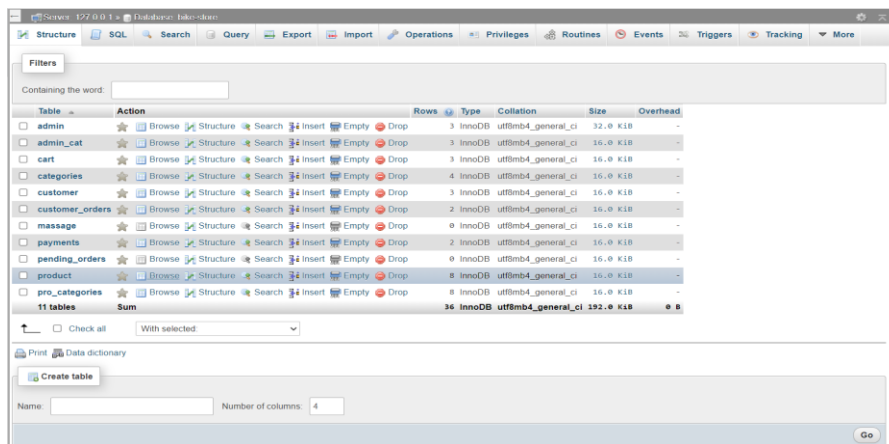 Server: 127.0.0.1 » Database: bike-store
Structure SQL Search Query Export Import Operations Privileges Routines Events Triggers Tracking More
Filters
Containing the word:
Table Action Rows Type Collation Size Overhead
admin Browse Structure Search Insert Empty Drop 3 InnoDB utf8mb4_general_ci 32.0 KiB -
admin_cat Browse Structure Search Insert Empty Drop 3 InnoDB utf8mb4_general_ci 16.0 KiB -
cart Browse Structure Search Insert Empty Drop 3 InnoDB utf8mb4_general_ci 16.0 KiB -
categories Browse Structure Search Insert Empty Drop 4 InnoDB utf8mb4_general_ci 16.0 KiB -
customer Browse Structure Search Insert Empty Drop 3 InnoDB utf8mb4_general_ci 16.0 KiB -
customer_orders Browse Structure Search Insert Empty Drop 2 InnoDB utf8mb4_general_ci 16.0 KiB -
massage Browse Structure Search Insert Empty Drop 0 InnoDB utf8mb4_general_ci 16.0 KiB -
payments Browse Structure Search Insert Empty Drop 2 InnoDB utf8mb4_general_ci 16.0 KiB -
pending_orders Browse Structure Search Insert Empty Drop 0 InnoDB utf8mb4_general_ci 16.0 KiB -
product Browse Structure Search Insert Empty Drop 8 InnoDB utf8mb4_general_ci 16.0 KiB -
pro_categories Browse Structure Search Insert Empty Drop 8 InnoDB utf8mb4_general_ci 16.0 KiB -
11 tables Sum 36 InnoDB utf8mb4_general_ci 192.0 KiB 0 B
Check all With selected:
Print Data dictionary
Create table
Name: Number of columns: 4
Go